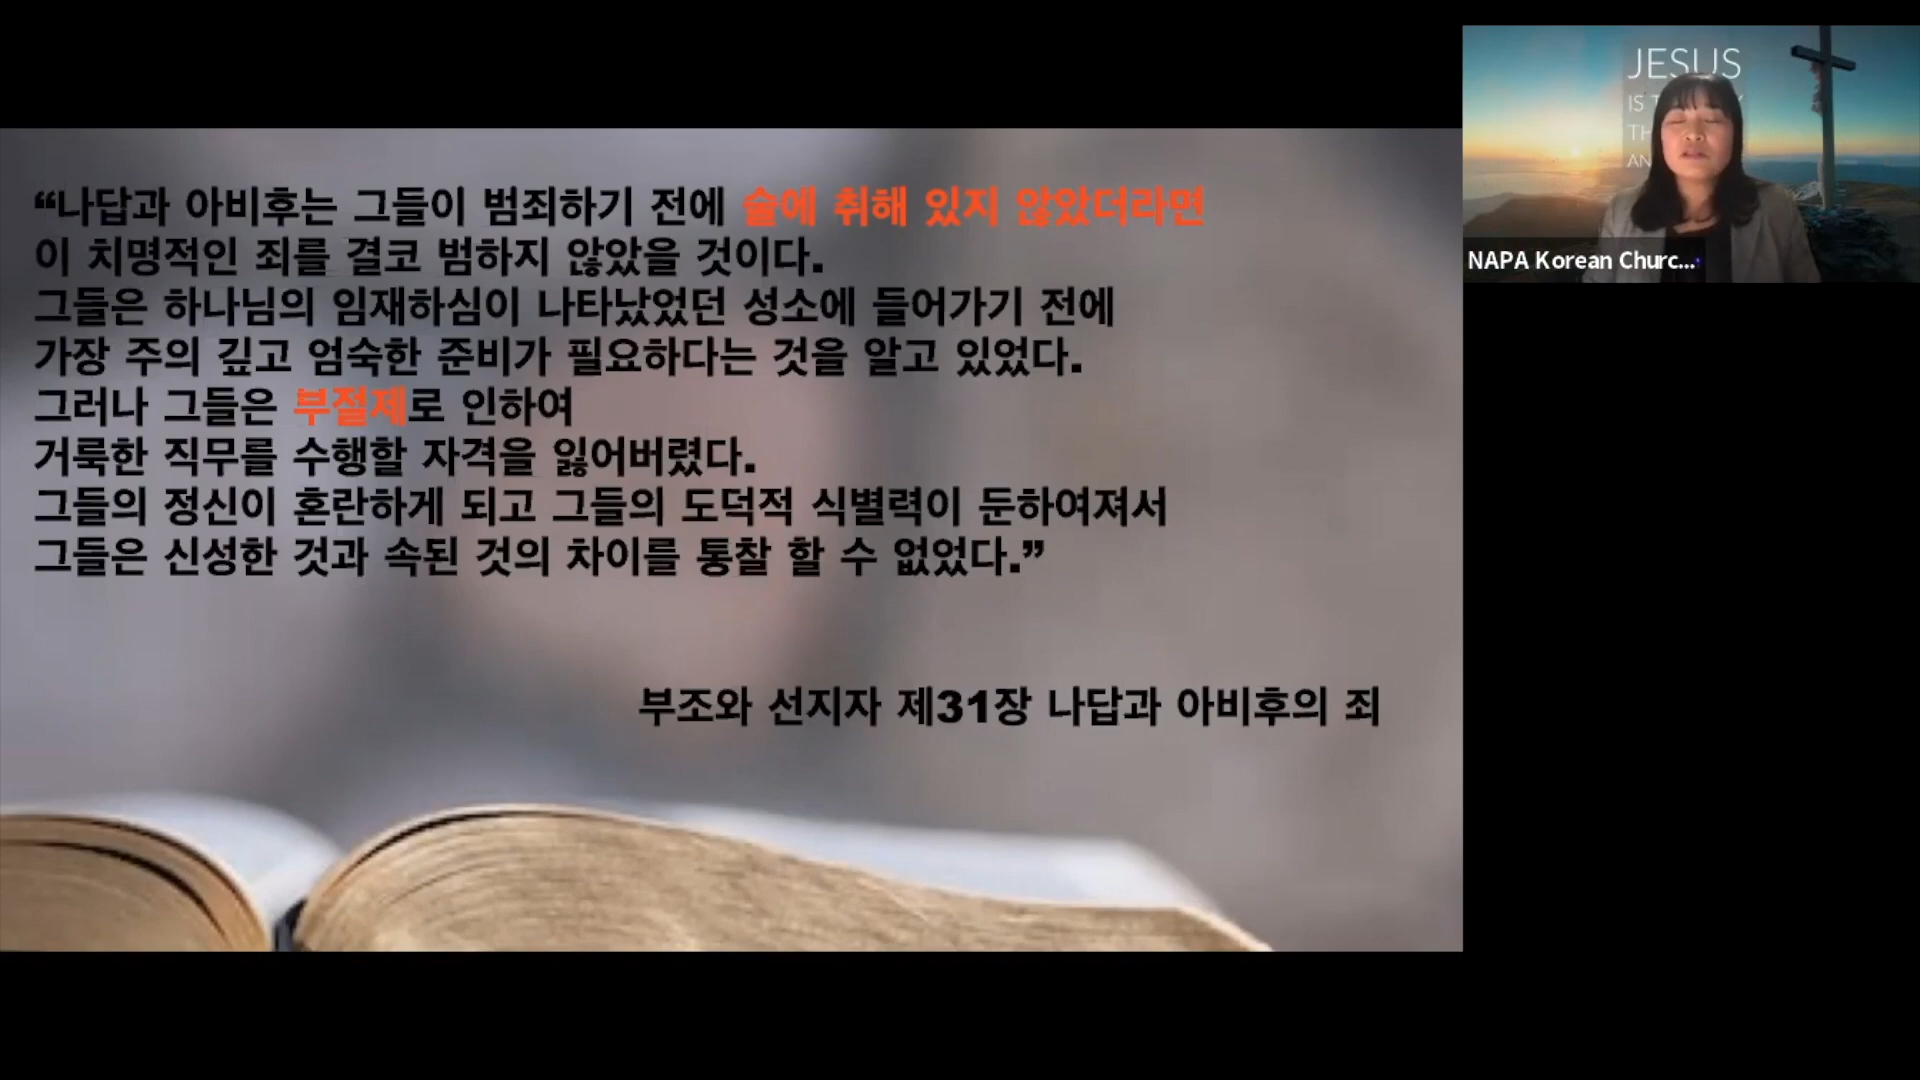 “나답과 아비후는 그들이 범죄하기 전에 술에 취해 있지 않았더라면
이 치명적인 죄를 결코 범하지 않았을 것이다.
그들은 하나님의 임재하심이 나타났었던 성소에 들어가기 전에
가장 주의 깊고 엄숙한 준비가 필요하다는 것을 알고 있었다.
그러나 그들은 부절제로 인하여
거룩한 직무를 수행할 자격을 잃어버렸다.
그들의 정신이 혼란하게 되고 그들의 도덕적 식별력이 둔하여져서
그들은 신성한 것과 속된 것의 차이를 통찰 할 수 없었다.”
부조와 선지자 제31장 나답과 아비후의 죄
JESUS
IS
AN
NAPA Korean Churc...